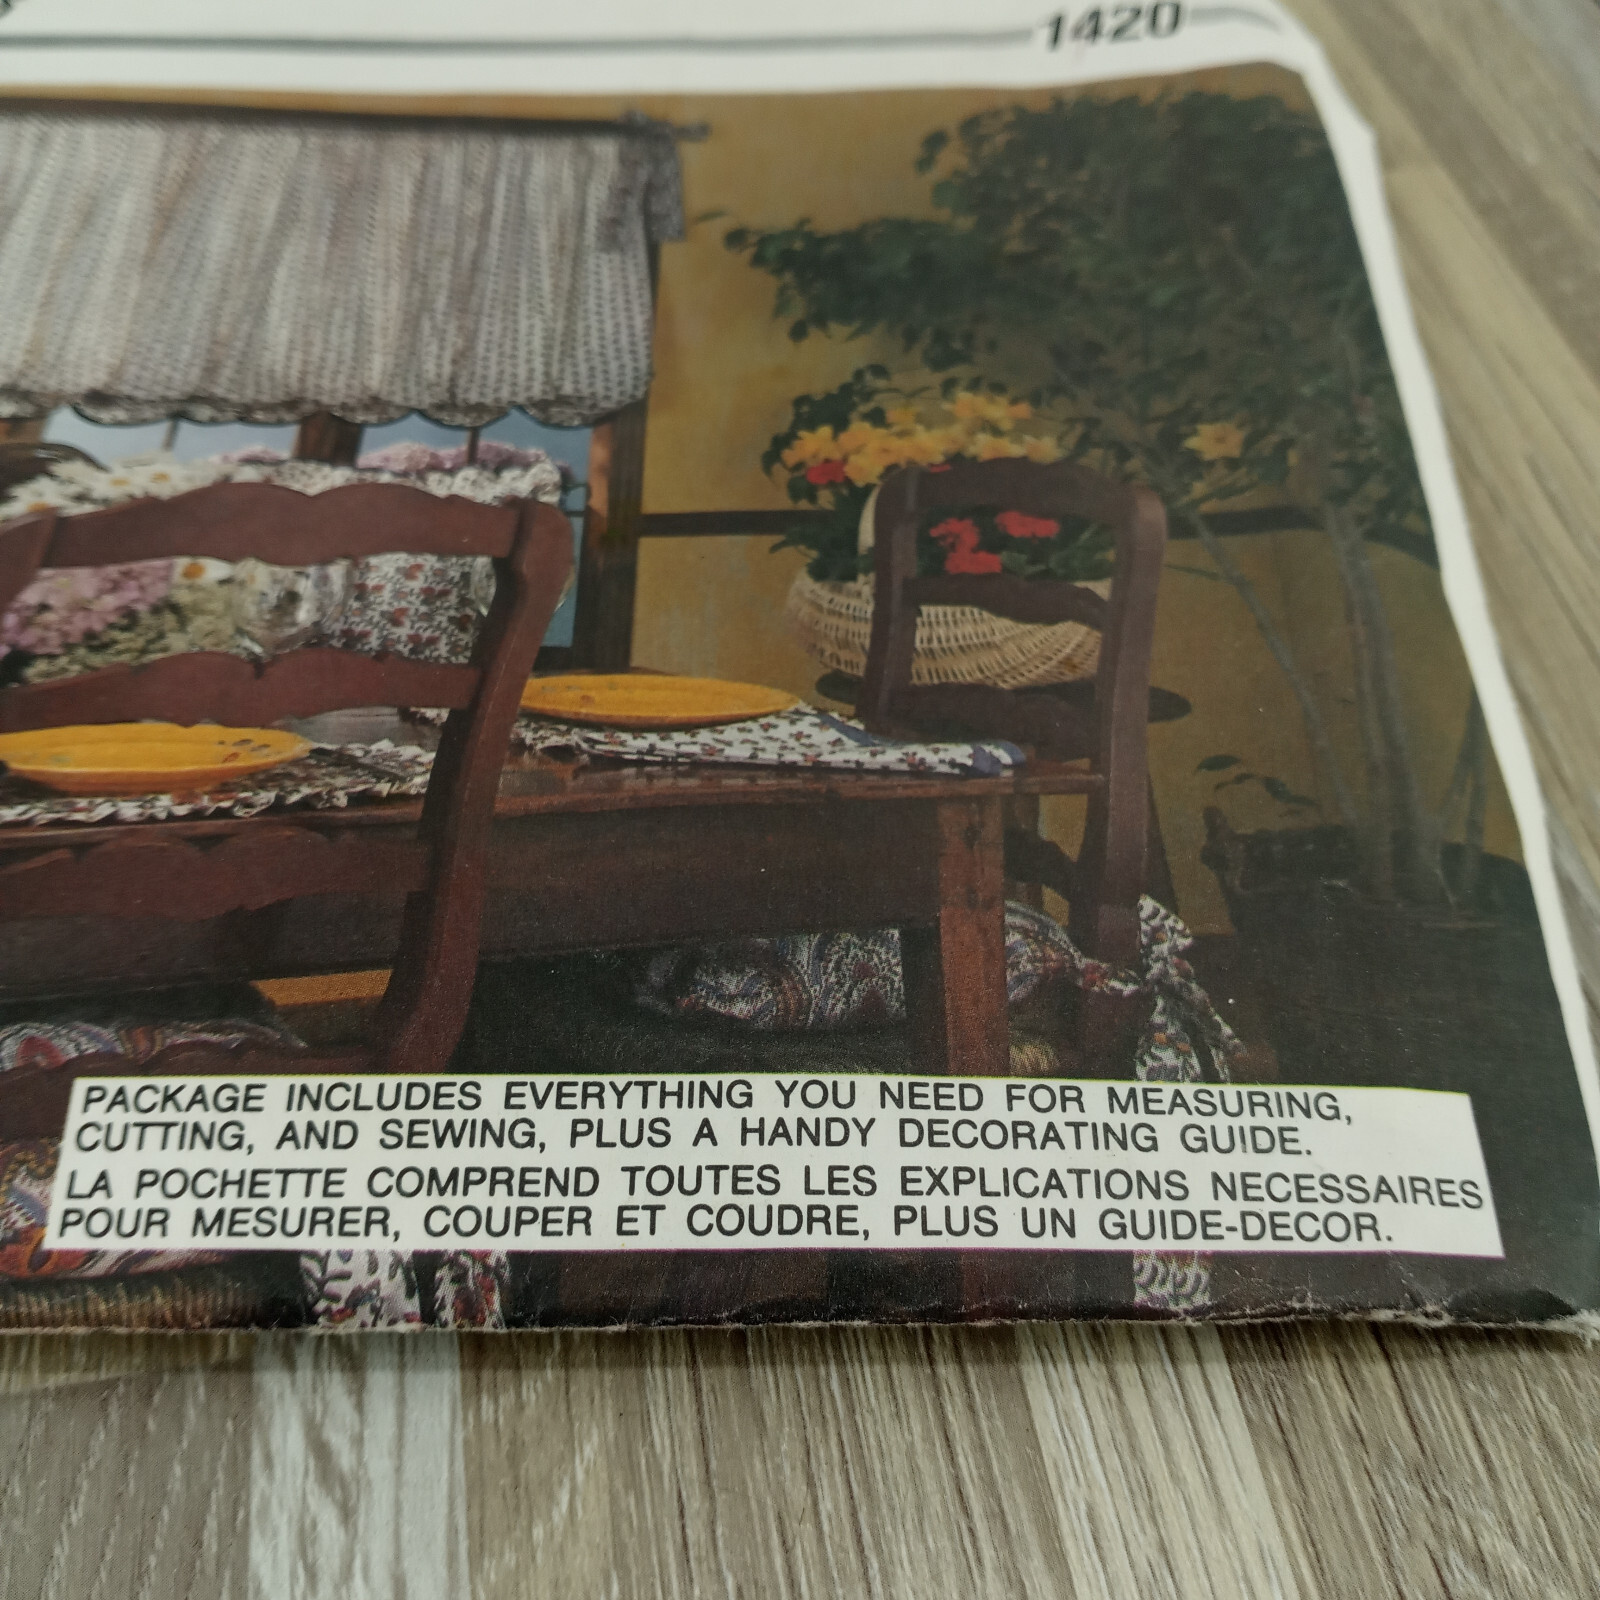 1420
PACKAGE INCLUDES EVERYTHING YOU NEED FOR MEASURING,
CUTTING, AND SEWING, PLUS A HANDY DECORATING GUIDE.
LA POCHETTE COMPREND TOUTES LES EXPLICATIONS NECESSAIRES
POUR MESURER, COUPER ET COUDRE, PLUS UN GUIDE-DECOR.